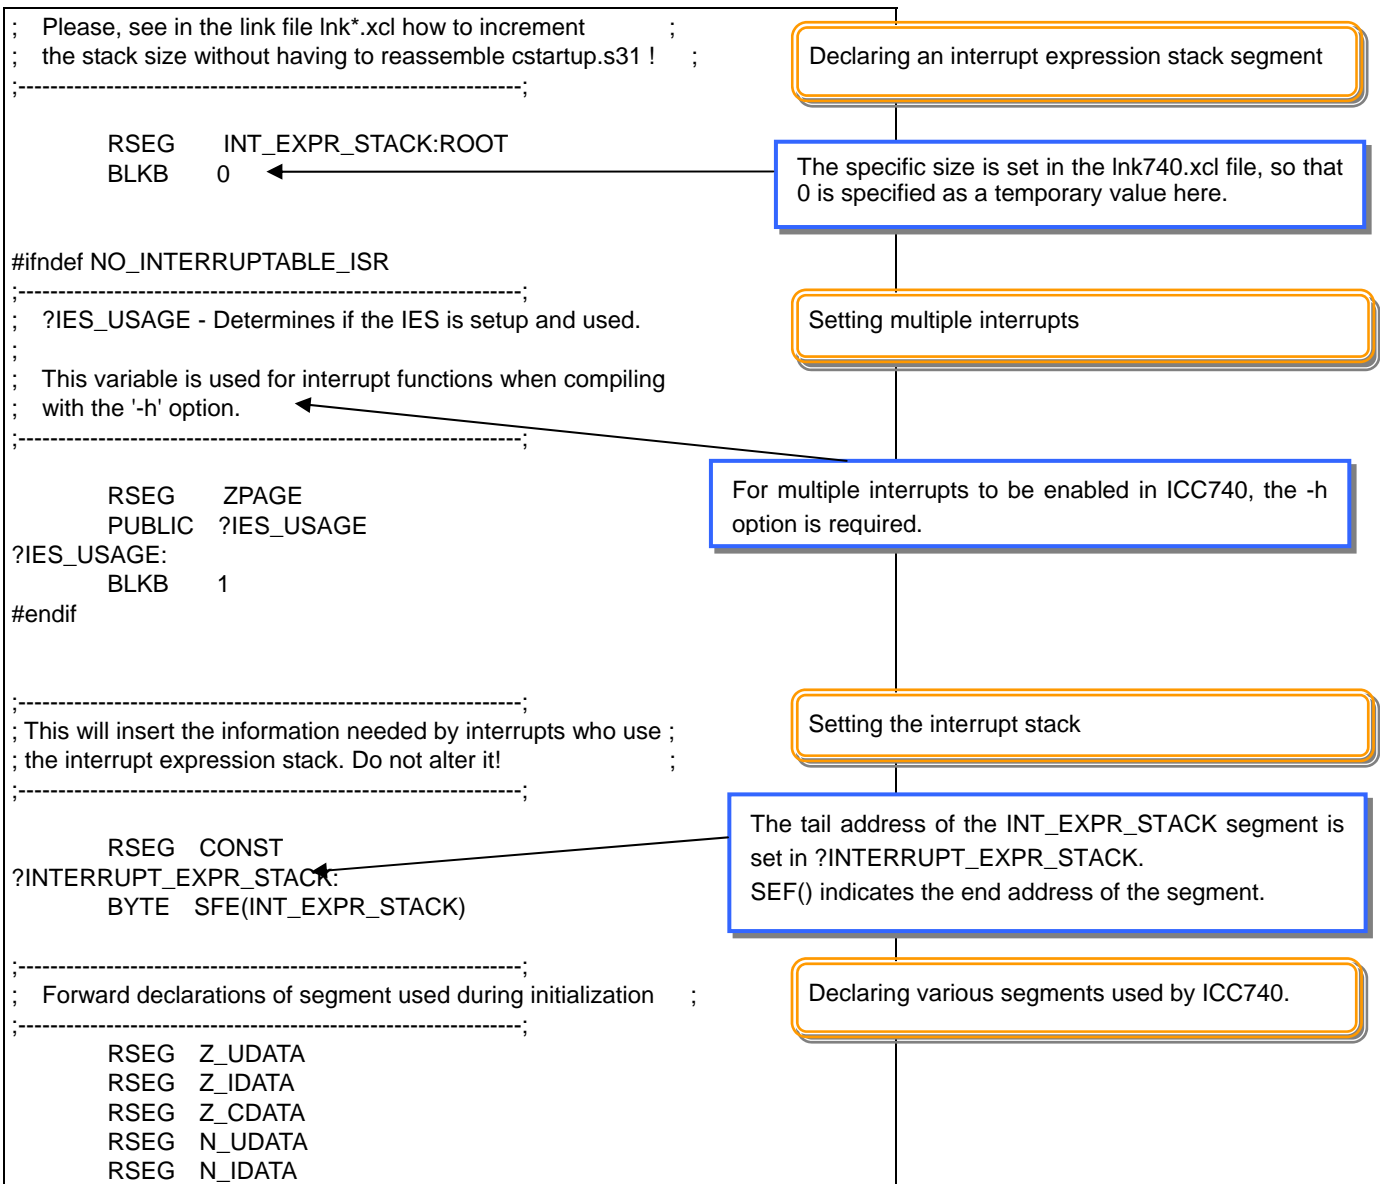 ;    Please, see in the link file lnk*.xcl how to increment    ;
;    the stack size without having to reassemble cstartup.s31 !    ;
;---------------------------------------------------------------;
Declaring an interrupt expression stack segment
RSEG    INT_EXPR_STACK:ROOT
BLKB    0
The specific size is set in the lnk740.xcl file, so that
0 is specified as a temporary value here.
#ifndef NO_INTERRUPTABLE_ISR
;---------------------------------------------------------------;
;    ?IES_USAGE - Determines if the IES is setup and used.
;
;    This variable is used for interrupt functions when compiling
;    with the '-h' option.
;---------------------------------------------------------------;
Setting multiple interrupts
For multiple interrupts to be enabled in ICC740, the -h
option is required.
RSEG    ZPAGE
PUBLIC    ?IES_USAGE
?IES_USAGE:
BLKB    1
#endif
;---------------------------------------------------------------;
; This will insert the information needed by interrupts who use ;
; the interrupt expression stack. Do not alter it!    ;
;---------------------------------------------------------------;
Setting the interrupt stack
RSEG    CONST
?INTERRUPT_EXPR_STACK:
BYTE    SFE(INT_EXPR_STACK)
The tail address of the INT_EXPR_STACK segment is
set in ?INTERRUPT_EXPR_STACK.
SEF() indicates the end address of the segment.
;---------------------------------------------------------------;
;    Forward declarations of segment used during initialization    ;
;---------------------------------------------------------------;
Declaring various segments used by ICC740.
RSEG    Z_UDATA
RSEG    Z_IDATA
RSEG    Z_CDATA
RSEG    N_UDATA
RSEG    N_IDATA